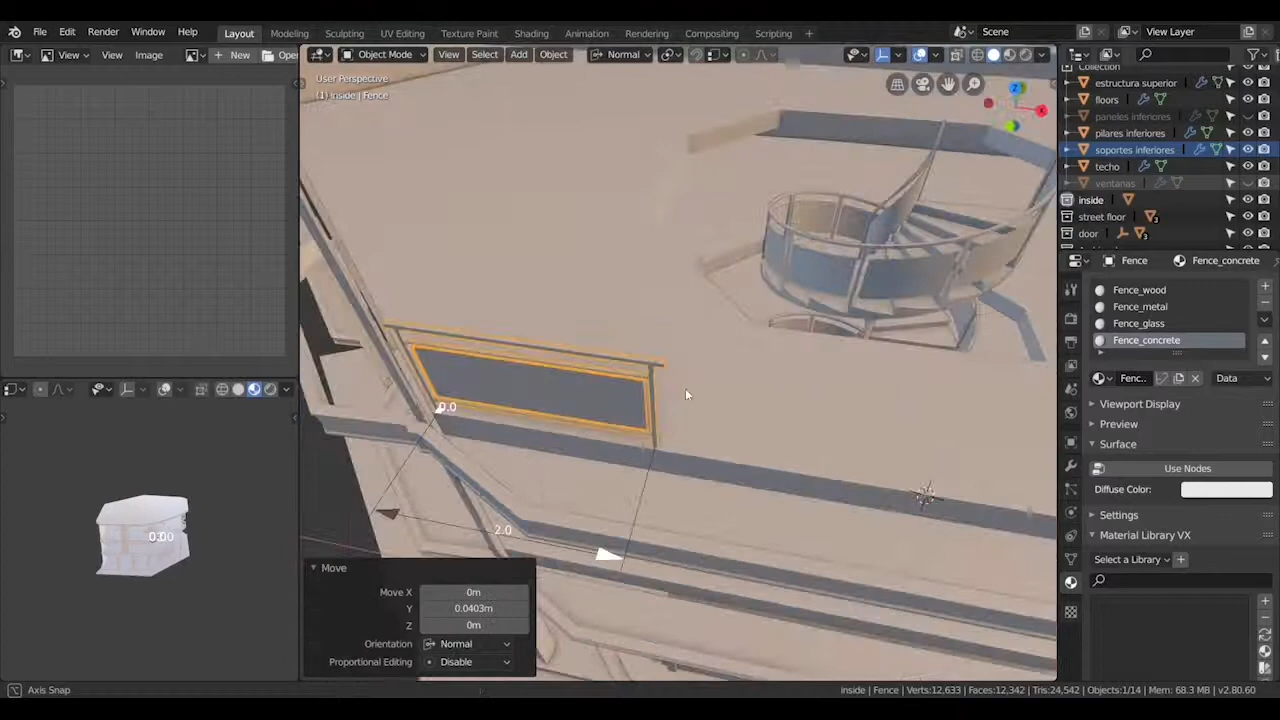 File Edit Render Window Help
Layout Modeling Sculpting UV Editing Texture Paint Shading Animation Rendering Compositing Scripting +
Scene
View Layer
View Image
New
Object Mode View Select Add Object
Normal
User Perspective
(1) inside | Fence
estructura superior
floors
paneles inferiores
pilares inferiores
soportes inferiores
techo
ventanas
inside
street floor
3
door
3
Fence Fence_concrete
Fence_wood
Fence_metal
Fence_glass
Fence_concrete
Fenc..
Data
Viewport Display
Preview
Surface
Use Nodes
Diffuse Color:
Settings
Material Library VX
Select a Library
0.0
2.0
Move
Move X 0m
Y 0.0403m
Z 0m
Orientation Normal
Proportional Editing Disable
Axis Snap
inside | Fence | Verts:12,633 | Faces:12,342 | Tris:24,542 | Objects:1/14 | Mem: 68.3 MB | v2.80.60